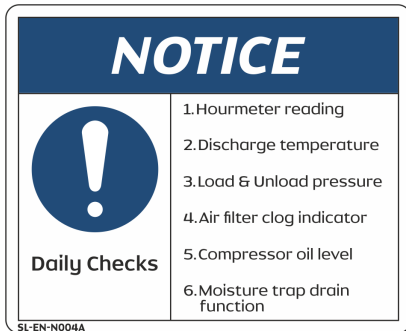 NOTICE
Daily Checks
1.Hourmeter reading
2.Discharge temperature
3.Load & Unload pressure
4.Air filter clog indicator
5.Compressor oil level
6.Moisture trap drain
function
SL-EN-N004A